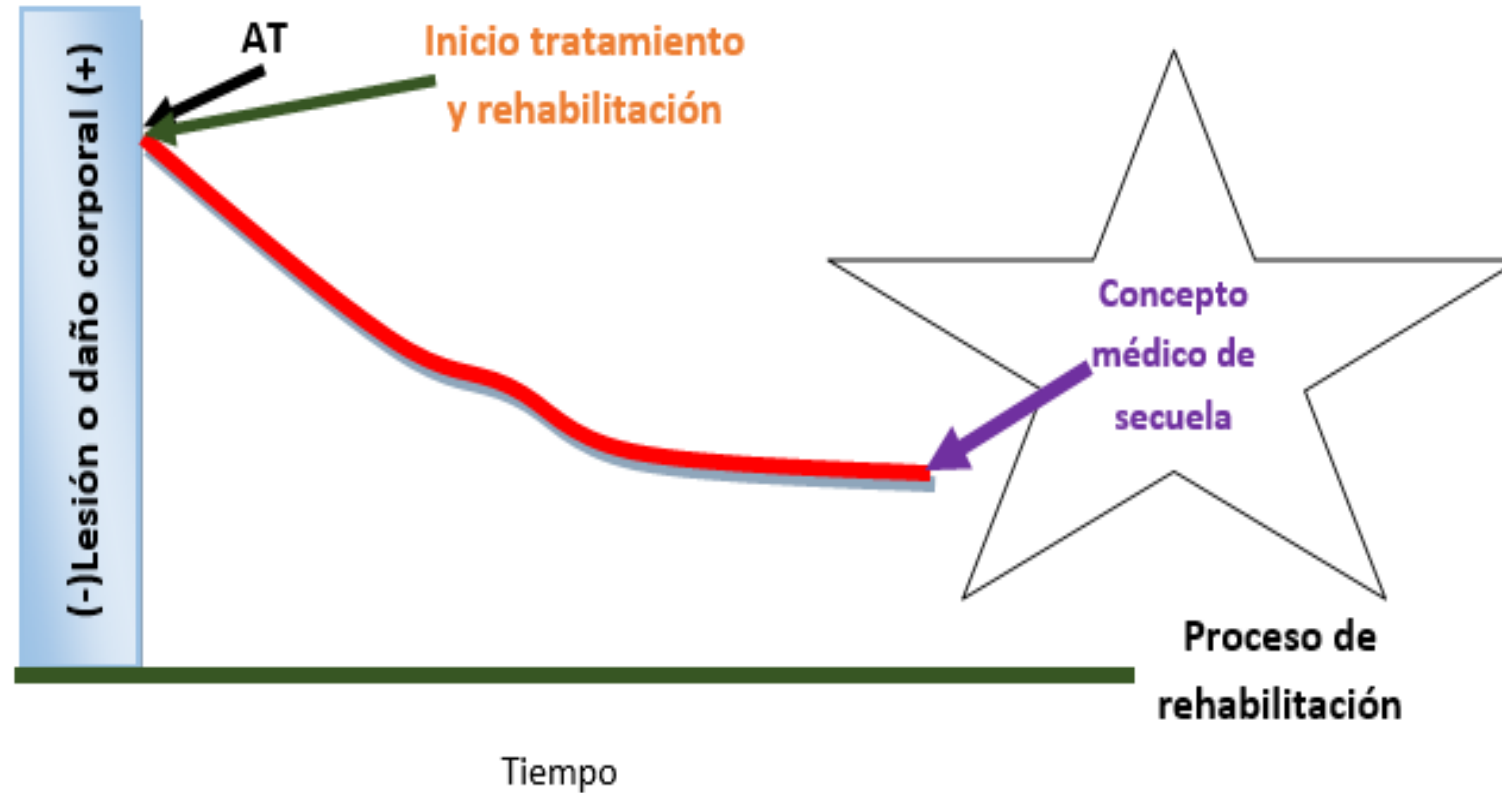 (-)Lesión o daño corporal (+)
AT
Inicio tratamiento
y rehabilitación
Concepto
médico de
secuela
Proceso de
rehabilitación
Tiempo